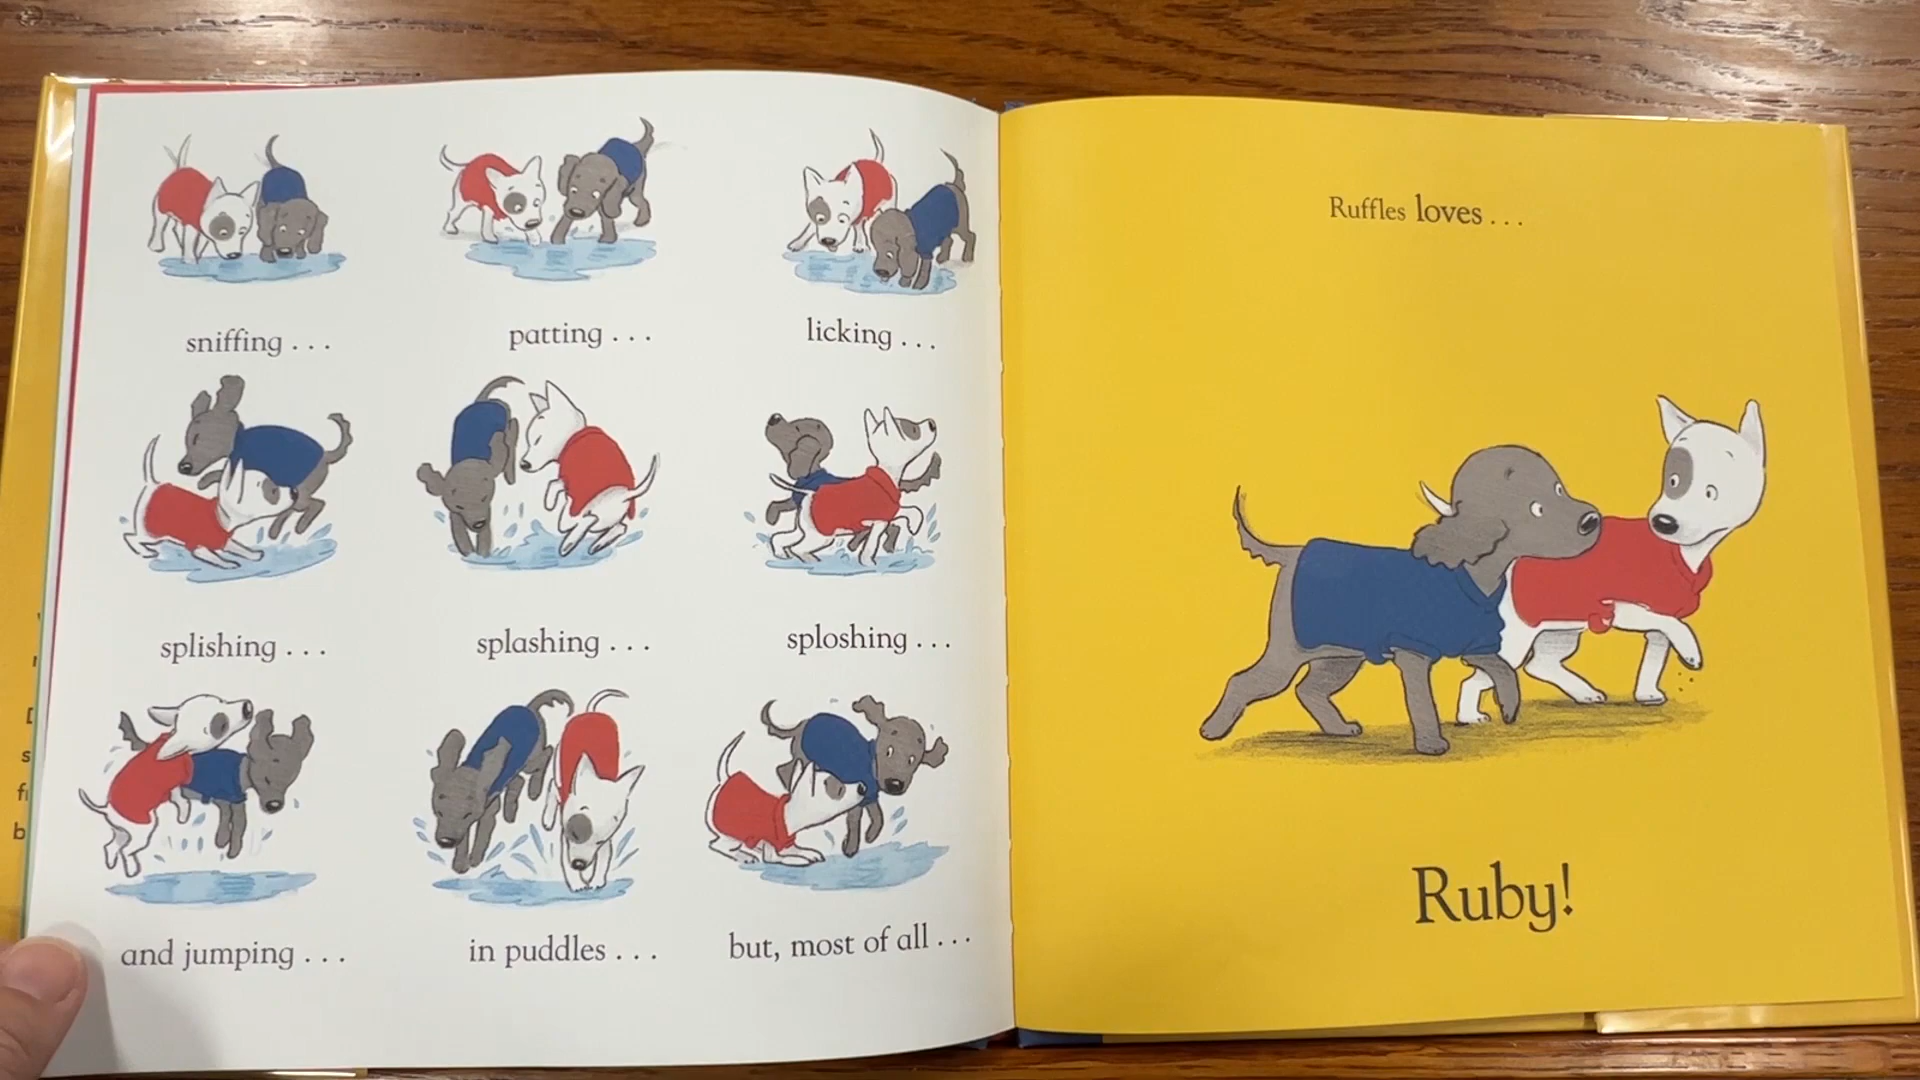 sniffing . . .
patting . . .
licking . . .
splishing . . .
splashing . . .
sploshing . . .
and jumping . . .
in puddles . . .
but, most of all . . .
Ruffles loves . . .
Ruby!